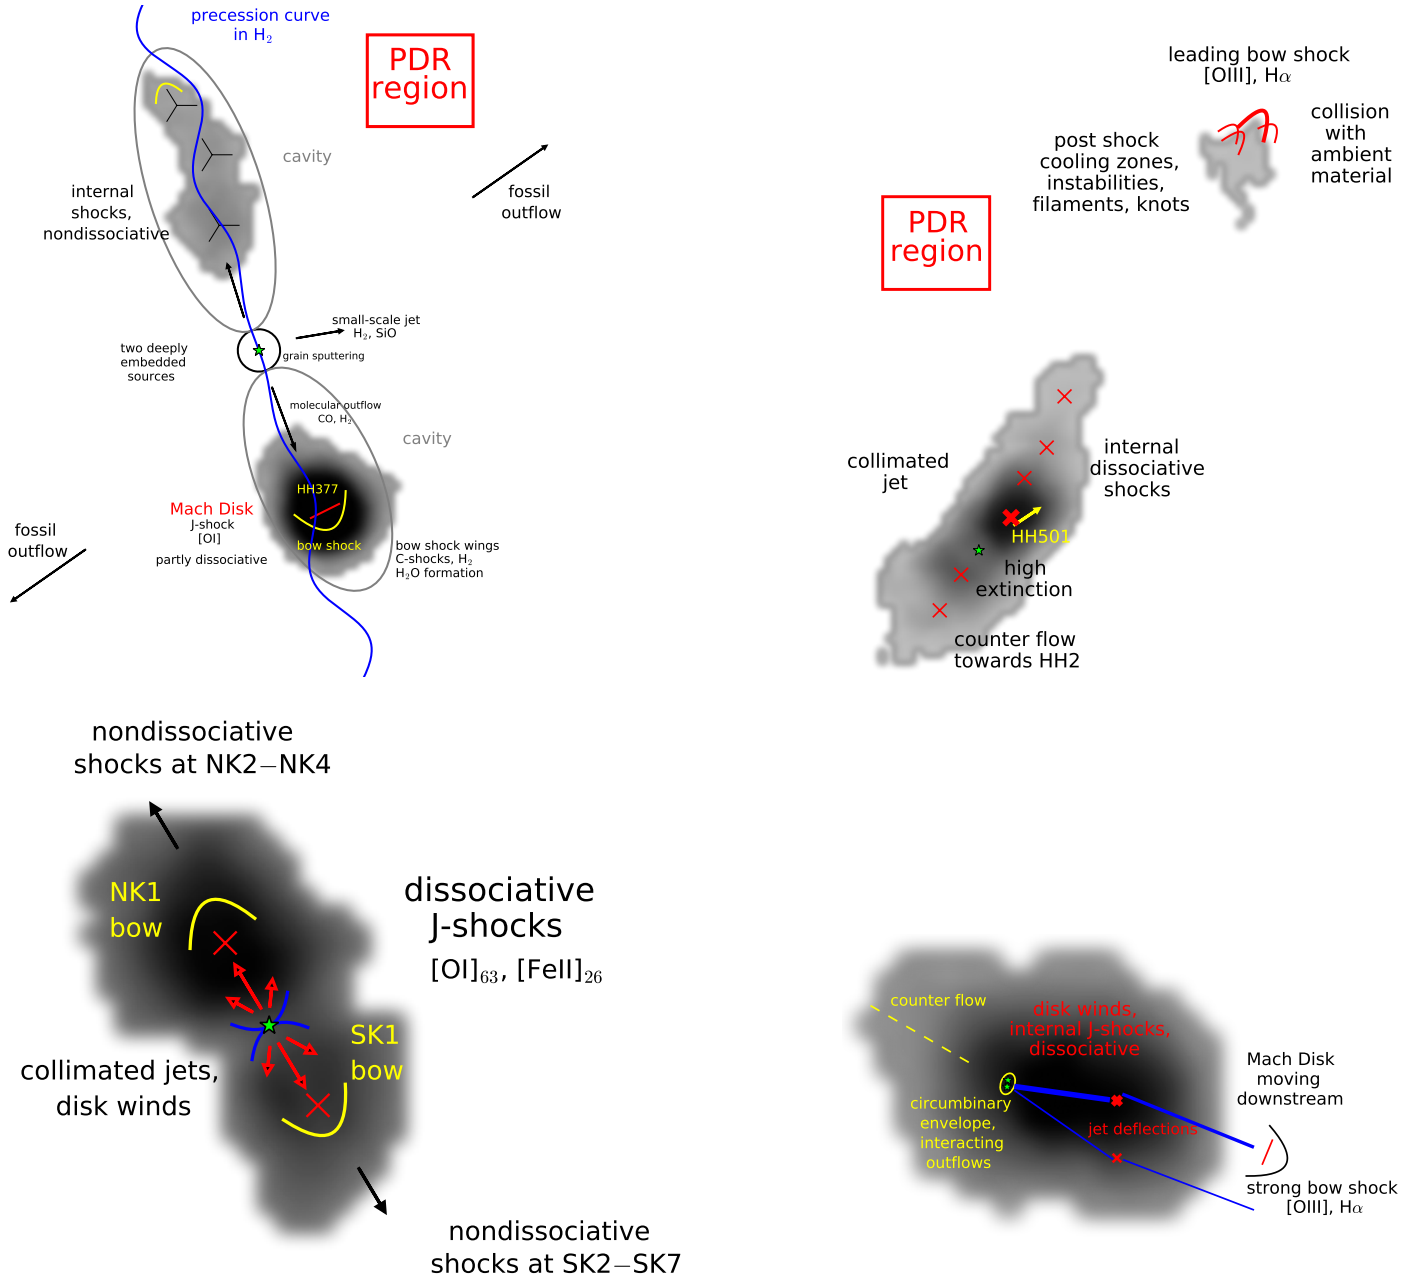 precession curve
in H₂
PDR
region
cavity
internal
shocks,
nondissociative
fossil
outflow
small-scale jet
H₂, SiO
grain sputtering
two deeply
embedded
sources
molecular outflow
CO, H₂
cavity
HH377
Mach Disk
J-shock
[OI]
partly dissociative
bow shock
bow shock wings
C-shocks, H₂
H₂O formation
fossil
outflow
leading bow shock
[OIII], Hα
collision
with
ambient
material
post shock
cooling zones,
instabilities,
filaments, knots
PDR
region
collimated
jet
internal
dissociative
shocks
HH501
high
extinction
counter flow
towards HH2
nondissociative
shocks at NK2−NK4
NK1
bow
dissociative
J-shocks
[OI]₆₃, [FeII]₂₆
SK1
bow
collimated jets,
disk winds
nondissociative
shocks at SK2−SK7
counter flow
disk winds,
internal J-shocks,
dissociative
circumbinary
envelope,
interacting
outflows
jet deflections
Mach Disk
moving
downstream
strong bow shock
[OIII], Hα